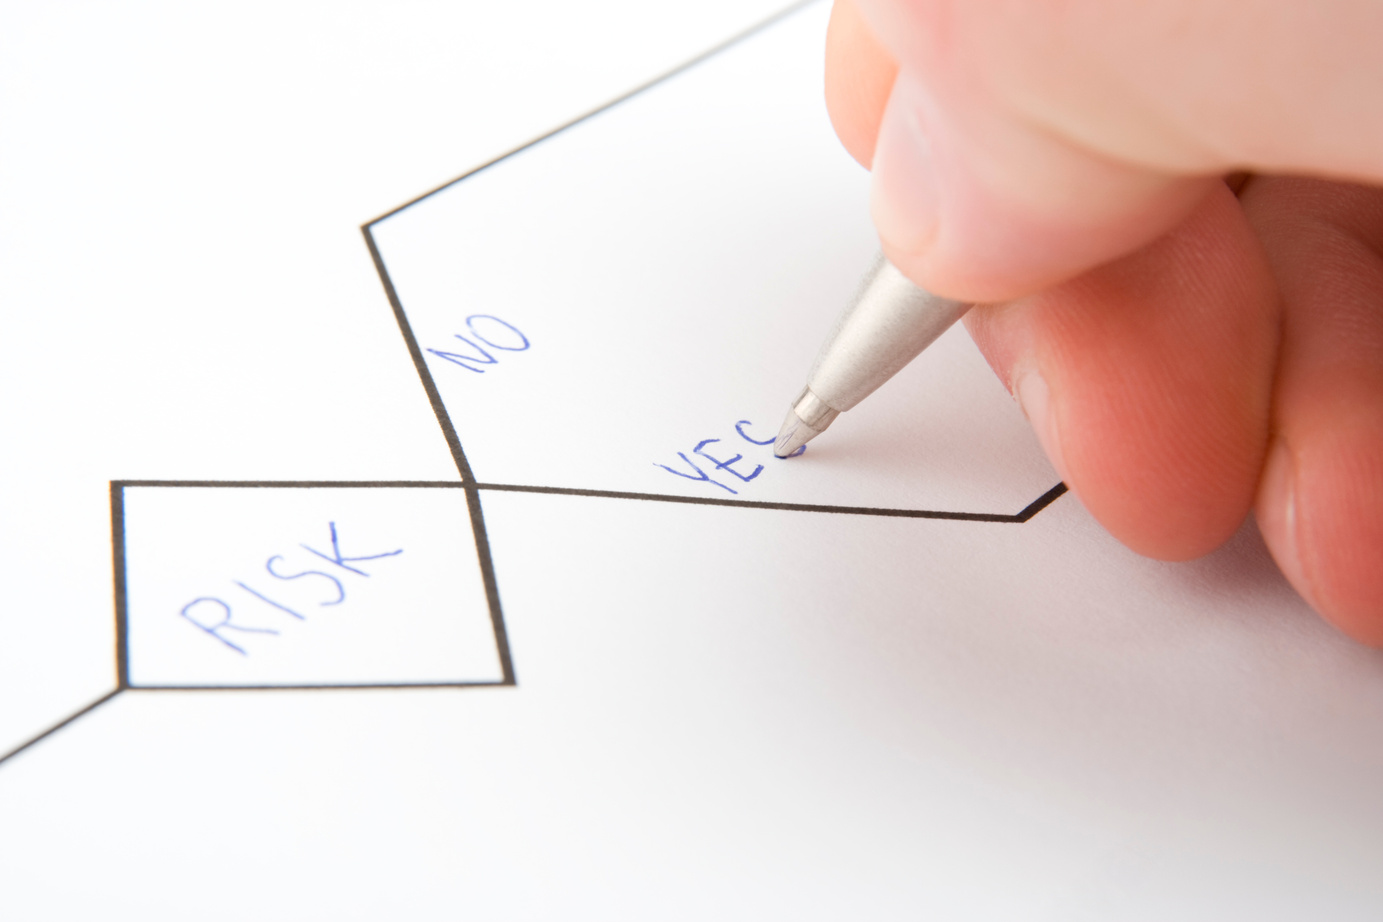 NO
YES
RISK